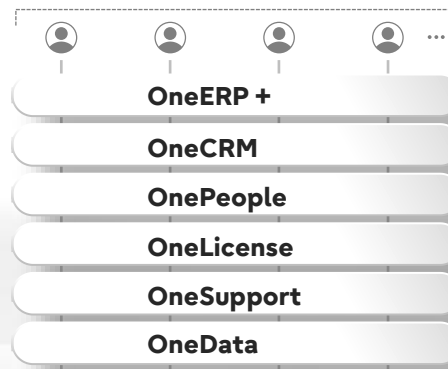 ...
OneERP +
OneCRM
OnePeople
OneLicense
OneSupport
OneData